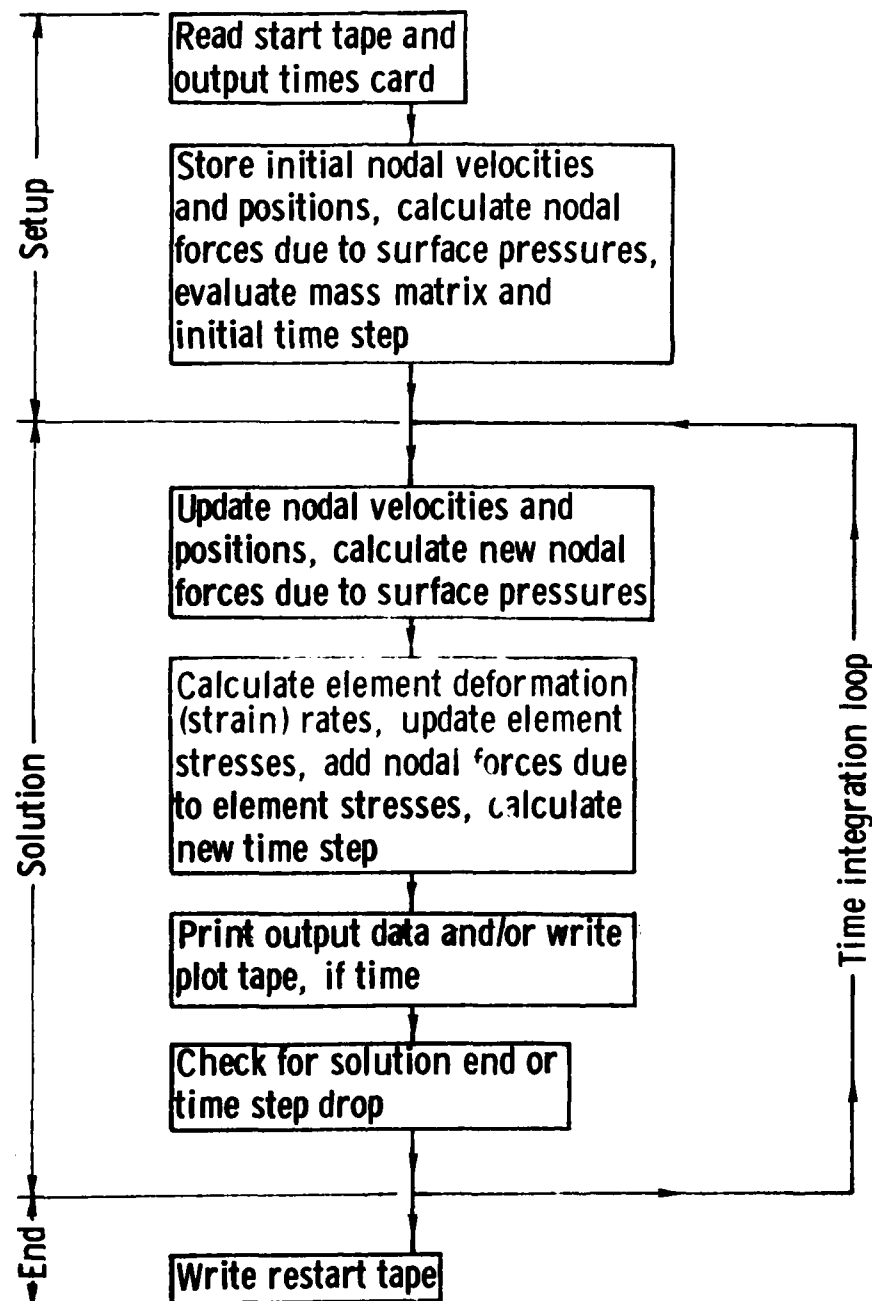 Read start tape and
output times card
Store initial nodal velocities
and positions, calculate nodal
forces due to surface pressures,
evaluate mass matrix and
initial time step
Setup
Update nodal velocities and
positions, calculate new nodal
forces due to surface pressures
Calculate element deformation
(strain) rates, update element
stresses, add nodal forces due
to element stresses, calculate
new time step
Print output data and/or write
plot tape, if time
Check for solution end or
time step drop
Solution
Time integration loop
Write restart tape
End